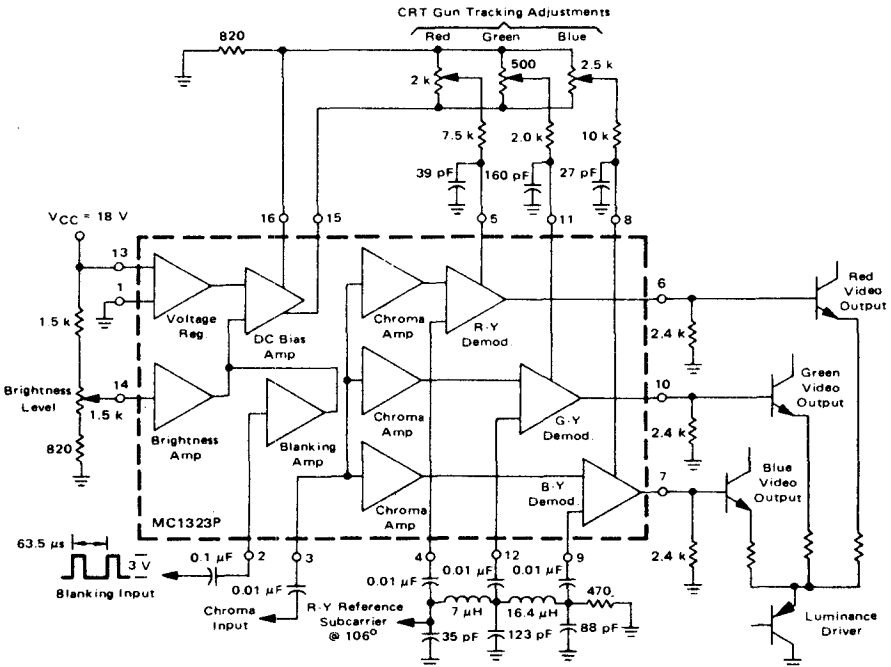 CRT Gun Tracking Adjustments
Red Green Blue
820
2 k
500
2.5 k
7.5 k
2.0 k
10 k
39 pF
160 pF
27 pF
VCC = 18 V
16
15
5
11
8
13
1
1.5 k
Voltage
Reg.
DC Bias
Amp
Chroma
Amp
R-Y
Demod.
6
2.4 k
Red
Video
Output
Brightness
Level
14
1.5 k
820
Brightness
Amp
Blanking
Amp
Chroma
Amp
G-Y
Demod.
10
2.4 k
Green
Video
Output
Chroma
Amp
B-Y
Demod.
7
2.4 k
Blue
Video
Output
MC1323P
63.5 µs
3 V
Blanking Input
0.1 µF
2
3
0.01 µF
Chroma
Input
4
12
9
0.01 µF
0.01 µF
0.01 µF
R-Y Reference
Subcarrier
@ 106°
7 µH
16.4 µH
470
35 pF
123 pF
88 pF
Luminance
Driver